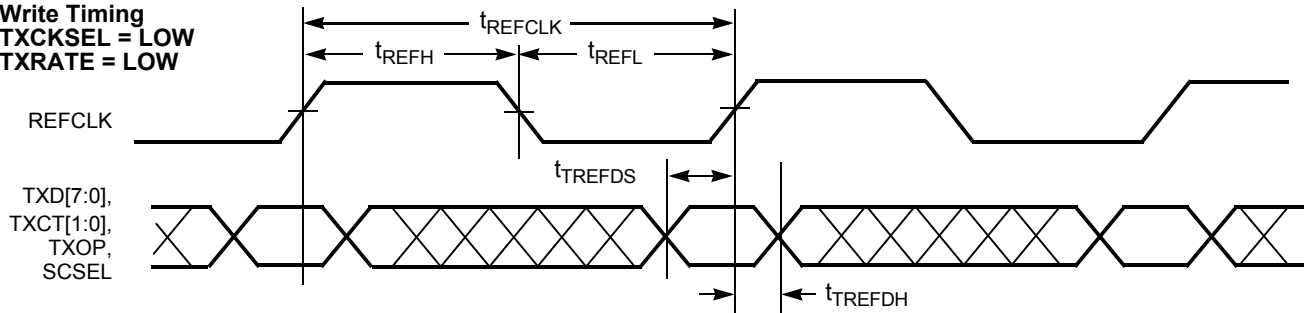 Write Timing
TXCKSEL = LOW
TXRATE = LOW
tREFCLK
tREFH
tREFL
REFCLK
tTREFDS
TXD[7:0],
TXCT[1:0],
TXOP,
SCSEL
tTREFDH